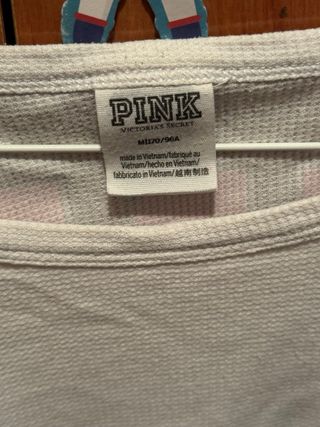 PINK
VICTORIA'S SECRET
M|170/96A
made in Vietnam/fabriqué au
Vietnam/hecho en Vietnam/
fabbricato in Vietnam/越南制造